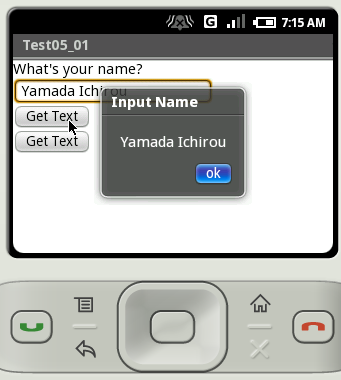 G 7:15 AM
Test05_01
What's your name?
Yamada Ichirou
Input Name
Get Text
Yamada Ichirou
Get Text
ok